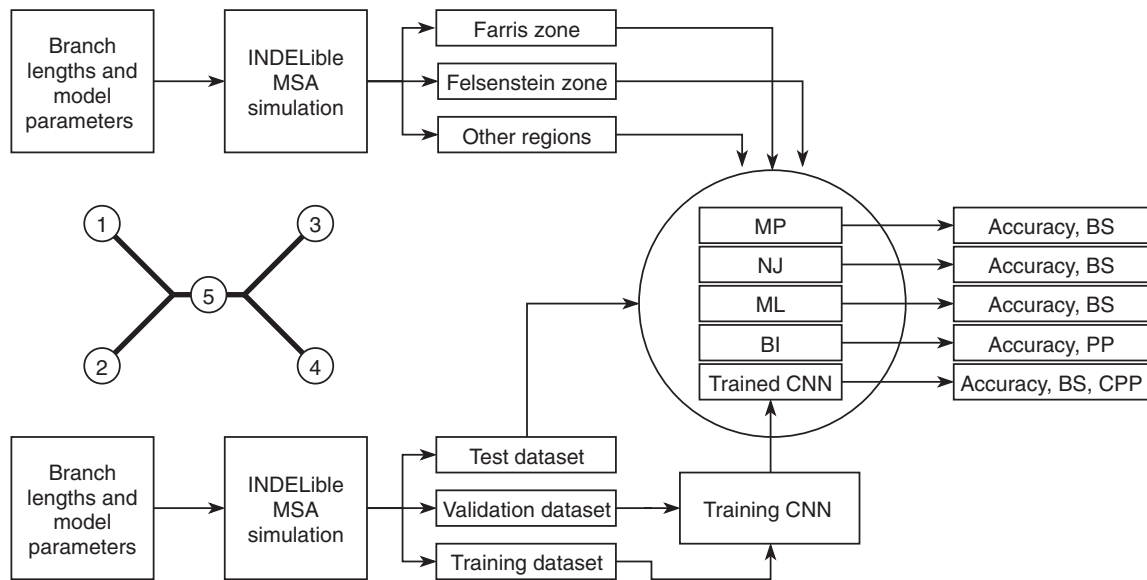 Branch
lengths and
model
parameters
INDELible
MSA
simulation
Farris zone
Felsenstein zone
Other regions
1
2
3
4
5
MP
NJ
ML
BI
Trained CNN
Accuracy, BS
Accuracy, BS
Accuracy, BS
Accuracy, PP
Accuracy, BS, CPP
Branch
lengths and
model
parameters
INDELible
MSA
simulation
Test dataset
Validation dataset
Training dataset
Training CNN